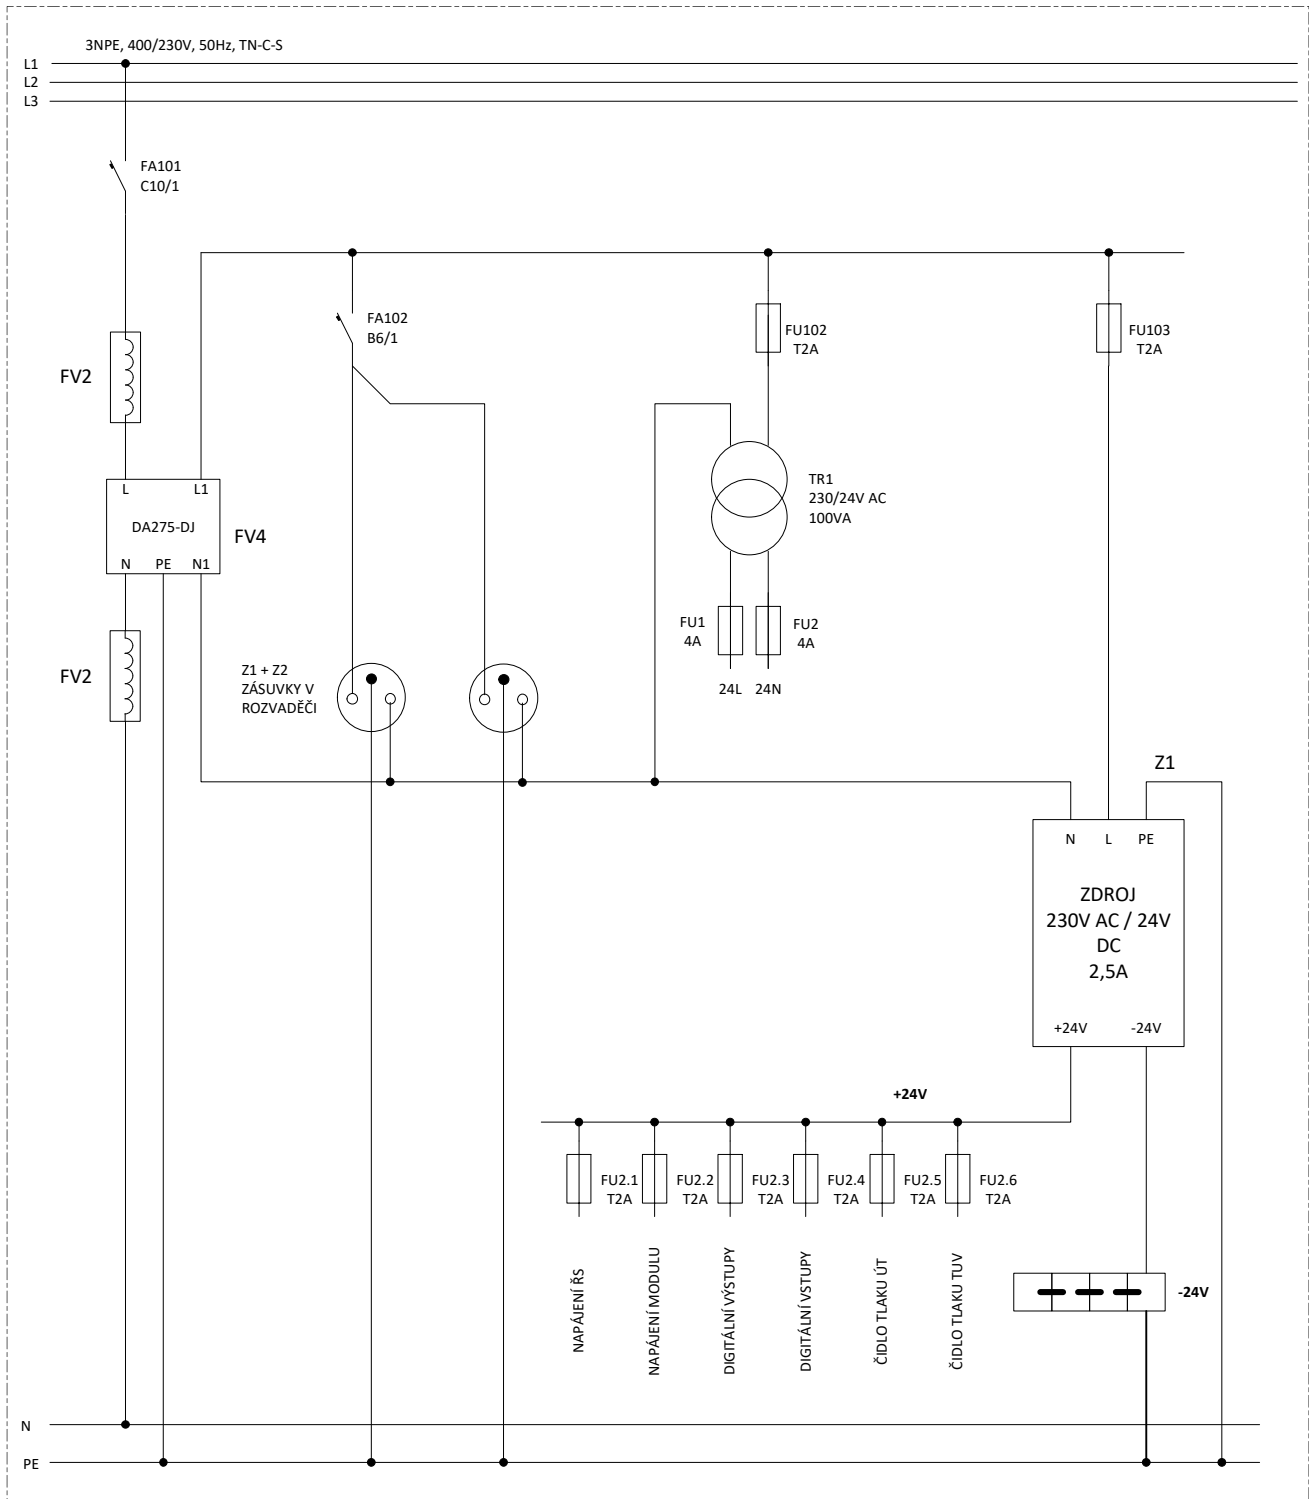 3NPE, 400/230V, 50Hz, TN-C-S
L1
L2
L3
FA101
C10/1
FA102
B6/1
FU102
T2A
FU103
T2A
FV2
L
L1
DA275-DJ
FV4
N
PE
N1
TR1
230/24V AC
100VA
FU1
4A
FU2
4A
24L
24N
FV2
Z1 + Z2
ZÁSUVKY V
ROZVADĚČI
Z1
N
L
PE
ZDROJ
230V AC / 24V
DC
2,5A
+24V
-24V
+24V
FU2.1
T2A
FU2.2
T2A
FU2.3
T2A
FU2.4
T2A
FU2.5
T2A
FU2.6
T2A
NAPÁJENÍ ŘS
NAPÁJENÍ MODULU
DIGITÁLNÍ VÝSTUPY
DIGITÁLNÍ VSTUPY
ČIDLO TLAKU ÚT
ČIDLO TLAKU TUV
-24V
N
PE